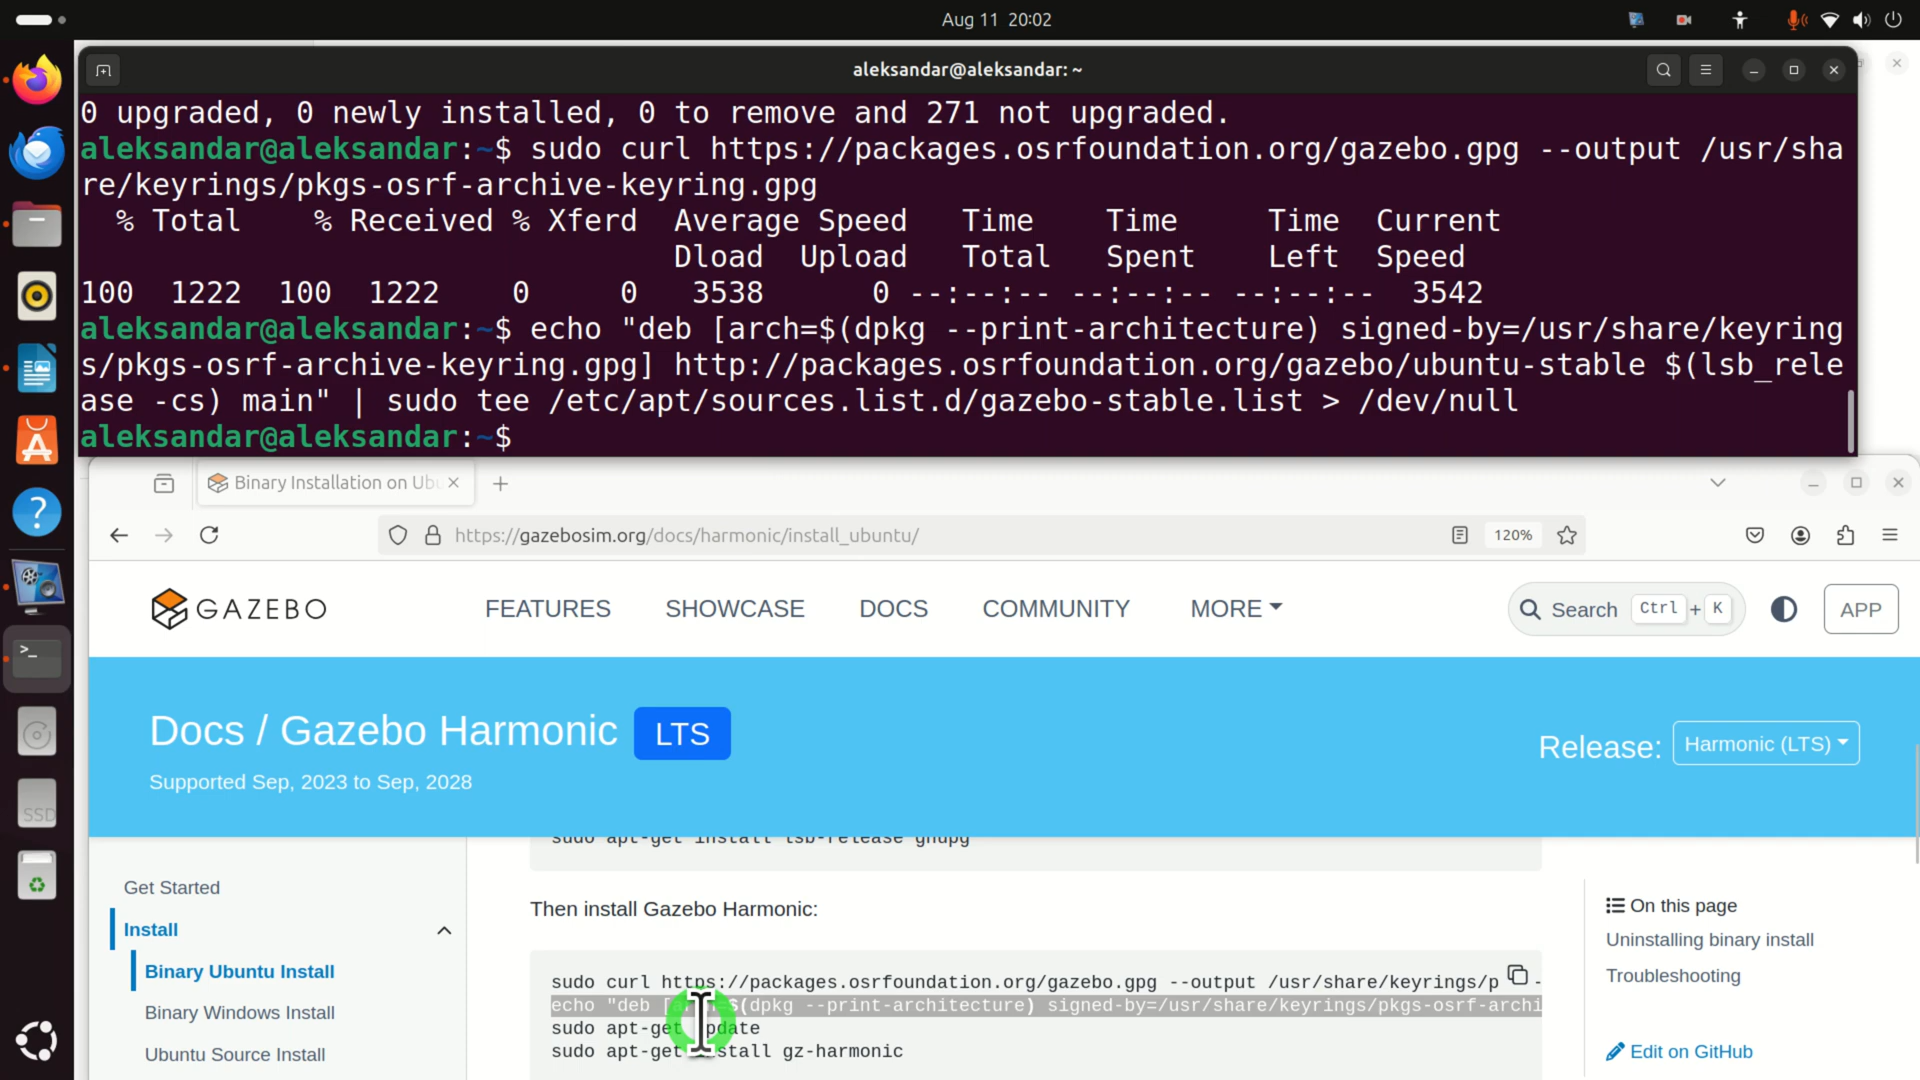 Aug 11 20:02
aleksandar@aleksandar: ~
0 upgraded, 0 newly installed, 0 to remove and 271 not upgraded.
aleksandar@aleksandar:~$ sudo curl https://packages.osrfoundation.org/gazebo.gpg --output /usr/sha
re/keyrings/pkgs-osrf-archive-keyring.gpg
% Total % Received % Xferd Average Speed Time Time Time Current
Dload Upload Total Spent Left Speed
100 1222 100 1222 0 0 3538 0 --:--:-- --:--:-- --:--:-- 3542
aleksandar@aleksandar:~$ echo "deb [arch=$(dpkg --print-architecture) signed-by=/usr/share/keyring
s/pkgs-osrf-archive-keyring.gpg] http://packages.osrfoundation.org/gazebo/ubuntu-stable $(lsb_rele
ase -cs) main" | sudo tee /etc/apt/sources.list.d/gazebo-stable.list > /dev/null
aleksandar@aleksandar:~$
Binary Installation on Ubu
https://gazebosim.org/docs/harmonic/install_ubuntu/
120%
GAZEBO
FEATURES SHOWCASE DOCS COMMUNITY MORE
Search Ctrl + K
APP
Docs / Gazebo Harmonic LTS
Supported Sep, 2023 to Sep, 2028
Release: Harmonic (LTS)
sudo apt-get install lsb-release gnupg
Get Started
Install
Binary Ubuntu Install
Binary Windows Install
Ubuntu Source Install
Then install Gazebo Harmonic:
sudo curl https://packages.osrfoundation.org/gazebo.gpg --output /usr/share/keyrings/p
echo "deb [arch=$(dpkg --print-architecture) signed-by=/usr/share/keyrings/pkgs-osrf-archi
sudo apt-get update
sudo apt-get install gz-harmonic
On this page
Uninstalling binary install
Troubleshooting
Edit on GitHub
SSD